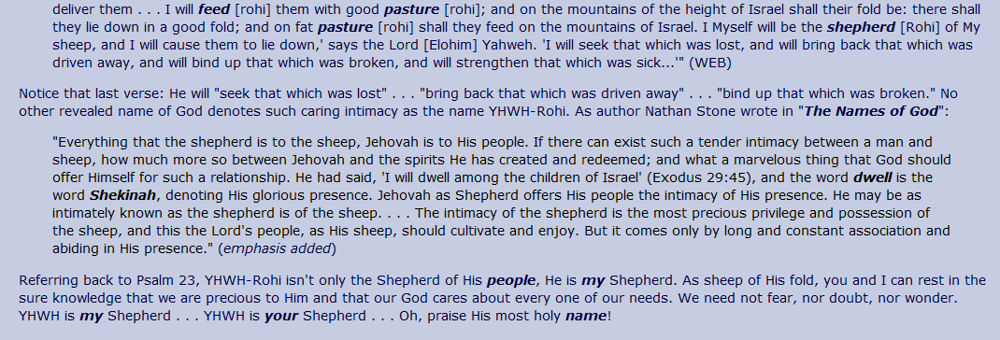 deliver them . . . I will feed [rohi] them with good pasture [rohi]; and on the mountains of the height of Israel shall their fold be: there shall
they lie down in a good fold; and on fat pasture [rohi] shall they feed on the mountains of Israel. I Myself will be the shepherd [Rohi] of My
sheep, and I will cause them to lie down,' says the Lord [Elohim] Yahweh. 'I will seek that which was lost, and will bring back that which was
driven away, and will bind up that which was broken, and will strengthen that which was sick...'" (WEB)
Notice that last verse: He will "seek that which was lost" . . . "bring back that which was driven away" . . . "bind up that which was broken." No
other revealed name of God denotes such caring intimacy as the name YHWH-Rohi. As author Nathan Stone wrote in "The Names of God":
"Everything that the shepherd is to the sheep, Jehovah is to His people. If there can exist such a tender intimacy between a man and
sheep, how much more so between Jehovah and the spirits He has created and redeemed; and what a marvelous thing that God should
offer Himself for such a relationship. He had said, 'I will dwell among the children of Israel' (Exodus 29:45), and the word dwell is the
word Shekinah, denoting His glorious presence. Jehovah as Shepherd offers His people the intimacy of His presence. He may be as
intimately known as the shepherd is of the sheep. . . . The intimacy of the shepherd is the most precious privilege and possession of
the sheep, and this the Lord's people, as His sheep, should cultivate and enjoy. But it comes only by long and constant association and
abiding in His presence." (emphasis added)
Referring back to Psalm 23, YHWH-Rohi isn't only the Shepherd of His people, He is my Shepherd. As sheep of His fold, you and I can rest in the
sure knowledge that we are precious to Him and that our God cares about every one of our needs. We need not fear, nor doubt, nor wonder.
YHWH is my Shepherd . . . YHWH is your Shepherd . . . Oh, praise His most holy name!